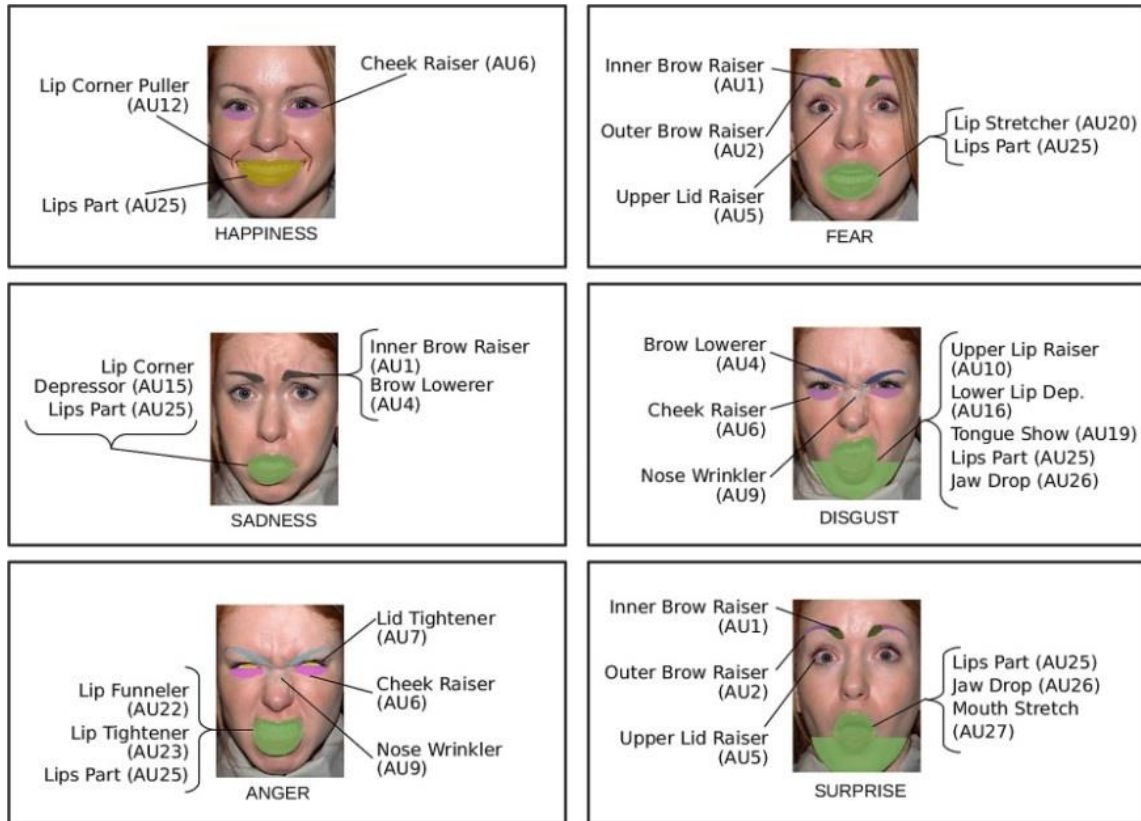 Cheek Raiser (AU6)
Lip Corner Puller
(AU12)
Lips Part (AU25)
HAPPINESS
Inner Brow Raiser
(AU1)
Outer Brow Raiser
(AU2)
Upper Lid Raiser
(AU5)
Lip Stretcher (AU20)
Lips Part (AU25)
FEAR
Lip Corner
Depressor (AU15)
Lips Part (AU25)
Inner Brow Raiser
(AU1)
Brow Lowerer
(AU4)
SADNESS
Brow Lowerer
(AU4)
Cheek Raiser
(AU6)
Nose Wrinkler
(AU9)
Upper Lip Raiser
(AU10)
Lower Lip Dep.
(AU16)
Tongue Show (AU19)
Lips Part (AU25)
Jaw Drop (AU26)
DISGUST
Lip Funneler
(AU22)
Lip Tightener
(AU23)
Lips Part (AU25)
Lid Tightener
(AU7)
Cheek Raiser
(AU6)
Nose Wrinkler
(AU9)
ANGER
Inner Brow Raiser
(AU1)
Outer Brow Raiser
(AU2)
Upper Lid Raiser
(AU5)
Lips Part (AU25)
Jaw Drop (AU26)
Mouth Stretch
(AU27)
SURPRISE